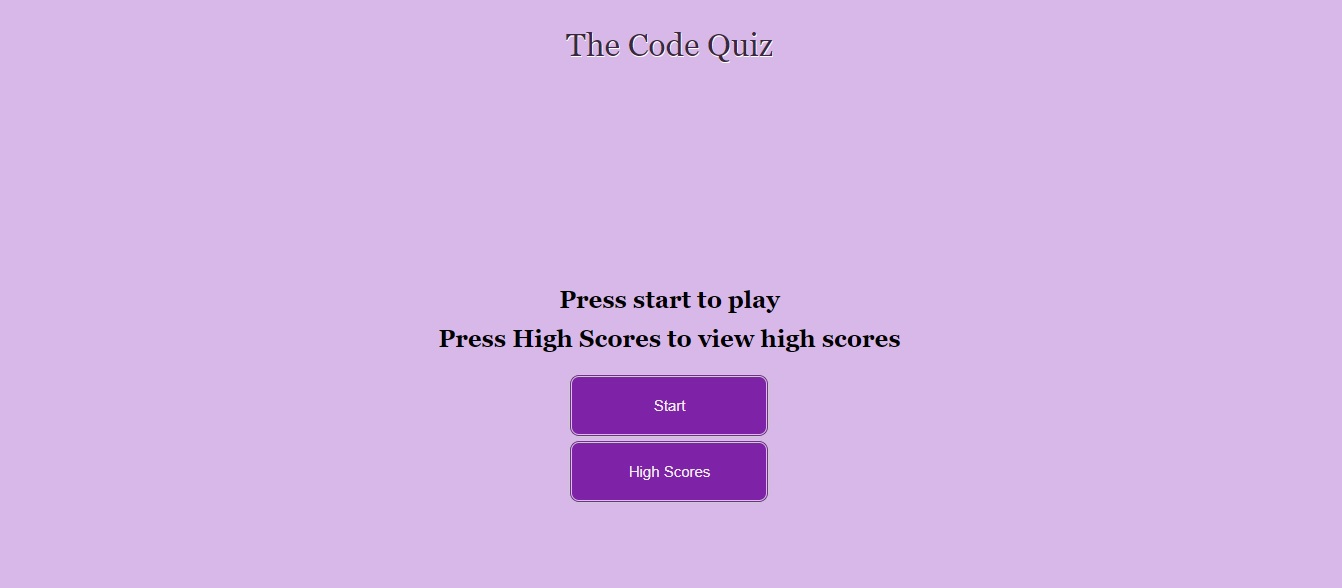 The Code Quiz
Press start to play
Press High Scores to view high scores
Start
High Scores